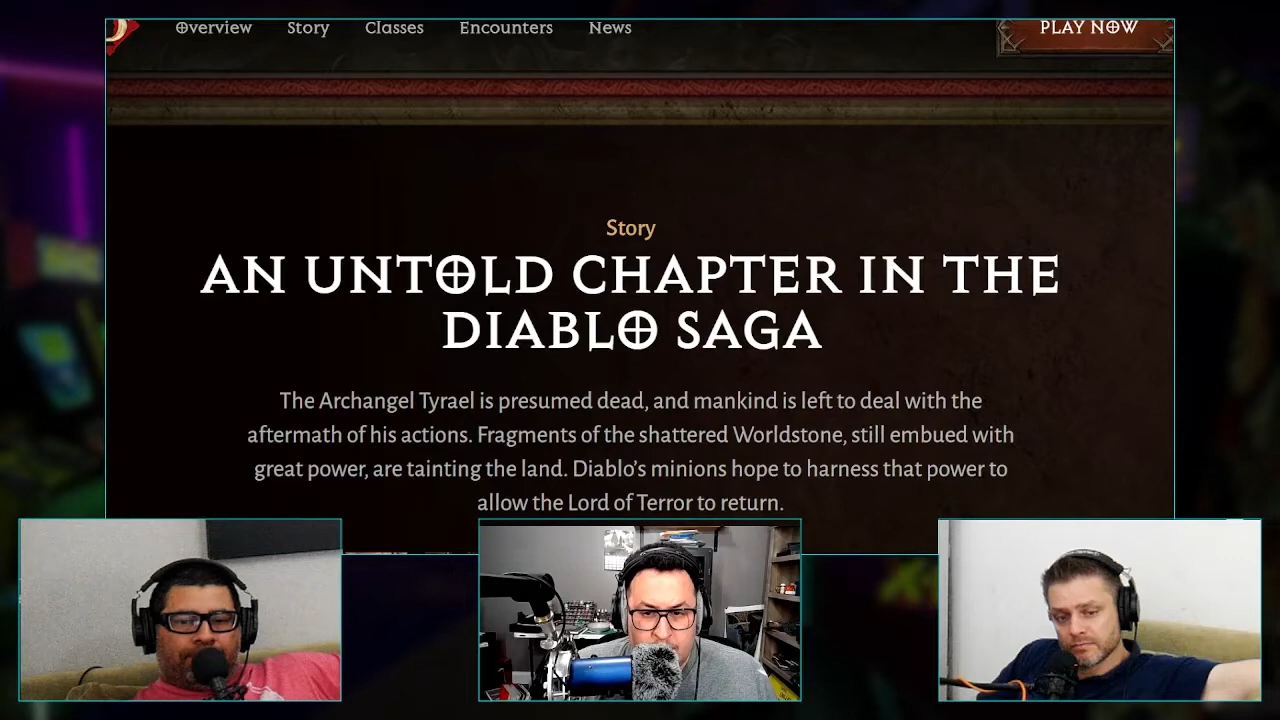 Overview Story Classes Encounters News PLAY NOW
Story
AN UNTOLD CHAPTER IN THE
DIABLO SAGA
The Archangel Tyrael is presumed dead, and mankind is left to deal with the
aftermath of his actions. Fragments of the shattered Worldstone, still embued with
great power, are tainting the land. Diablo's minions hope to harness that power to
allow the Lord of Terror to return.